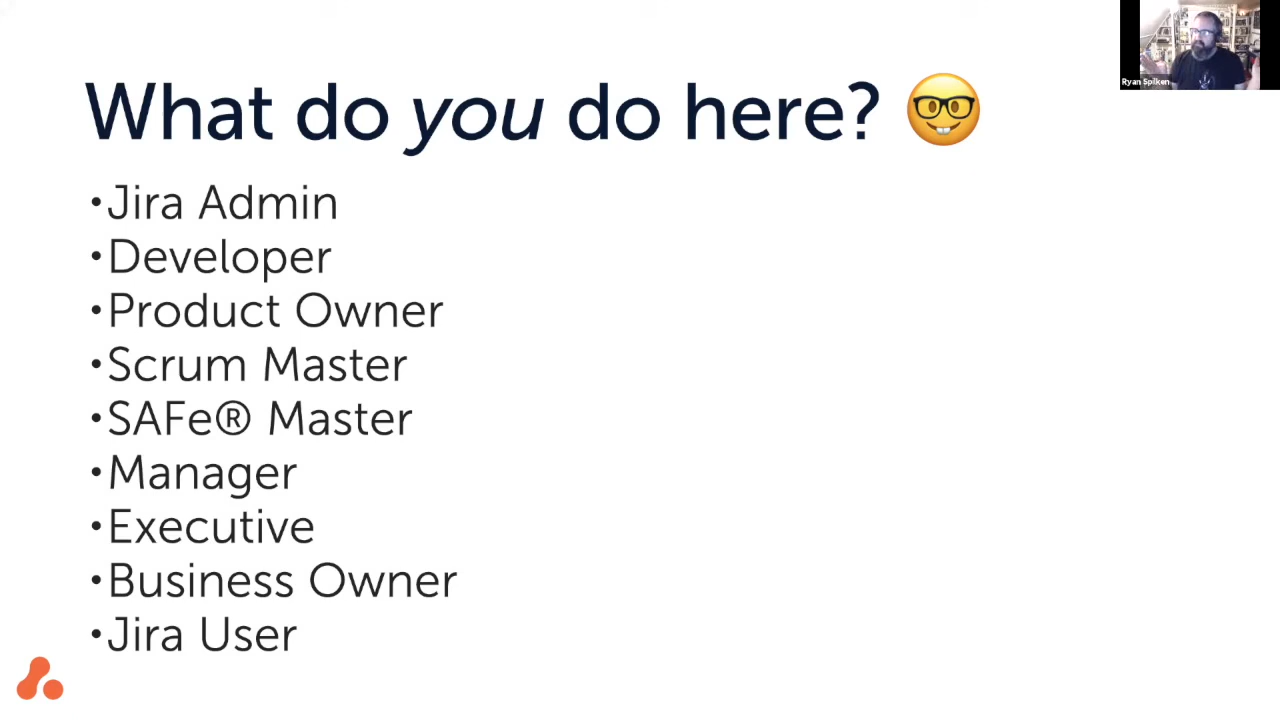 What do you do here? 🤓
•Jira Admin
•Developer
•Product Owner
•Scrum Master
•SAFe® Master
•Manager
•Executive
•Business Owner
•Jira User
Ryan Spilken